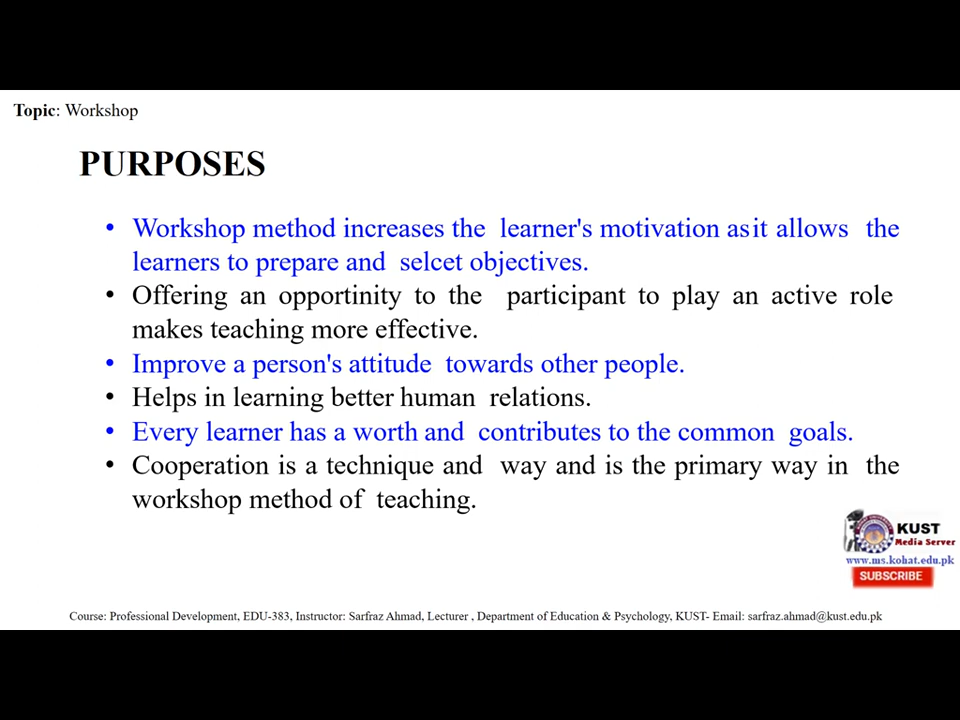 Topic: Workshop
PURPOSES
• Workshop method increases the learner's motivation as it allows the
learners to prepare and selcet objectives.
• Offering an opportinity to the participant to play an active role
makes teaching more effective.
• Improve a person's attitude towards other people.
• Helps in learning better human relations.
• Every learner has a worth and contributes to the common goals.
• Cooperation is a technique and way and is the primary way in the
workshop method of teaching.
KUST
Media Server
www.ms.kohat.edu.pk
SUBSCRIBE
Course: Professional Development, EDU-383, Instructor: Sarfraz Ahmad, Lecturer , Department of Education & Psychology, KUST- Email: sarfraz.ahmad@kust.edu.pk